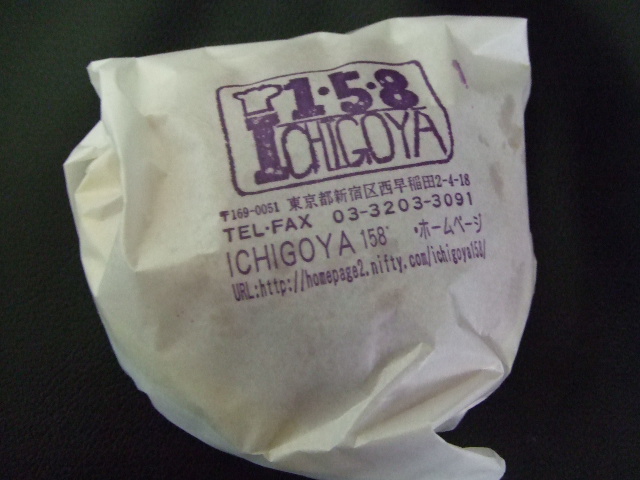 1・5・8
ICHIGOYA
〒169-0051 東京都新宿区西早稲田2-4-18
TEL・FAX 03-3203-3091
ICHIGOYA 158 ・ホームページ
URL:http://homepage2.nifty.com/ichigoya158/